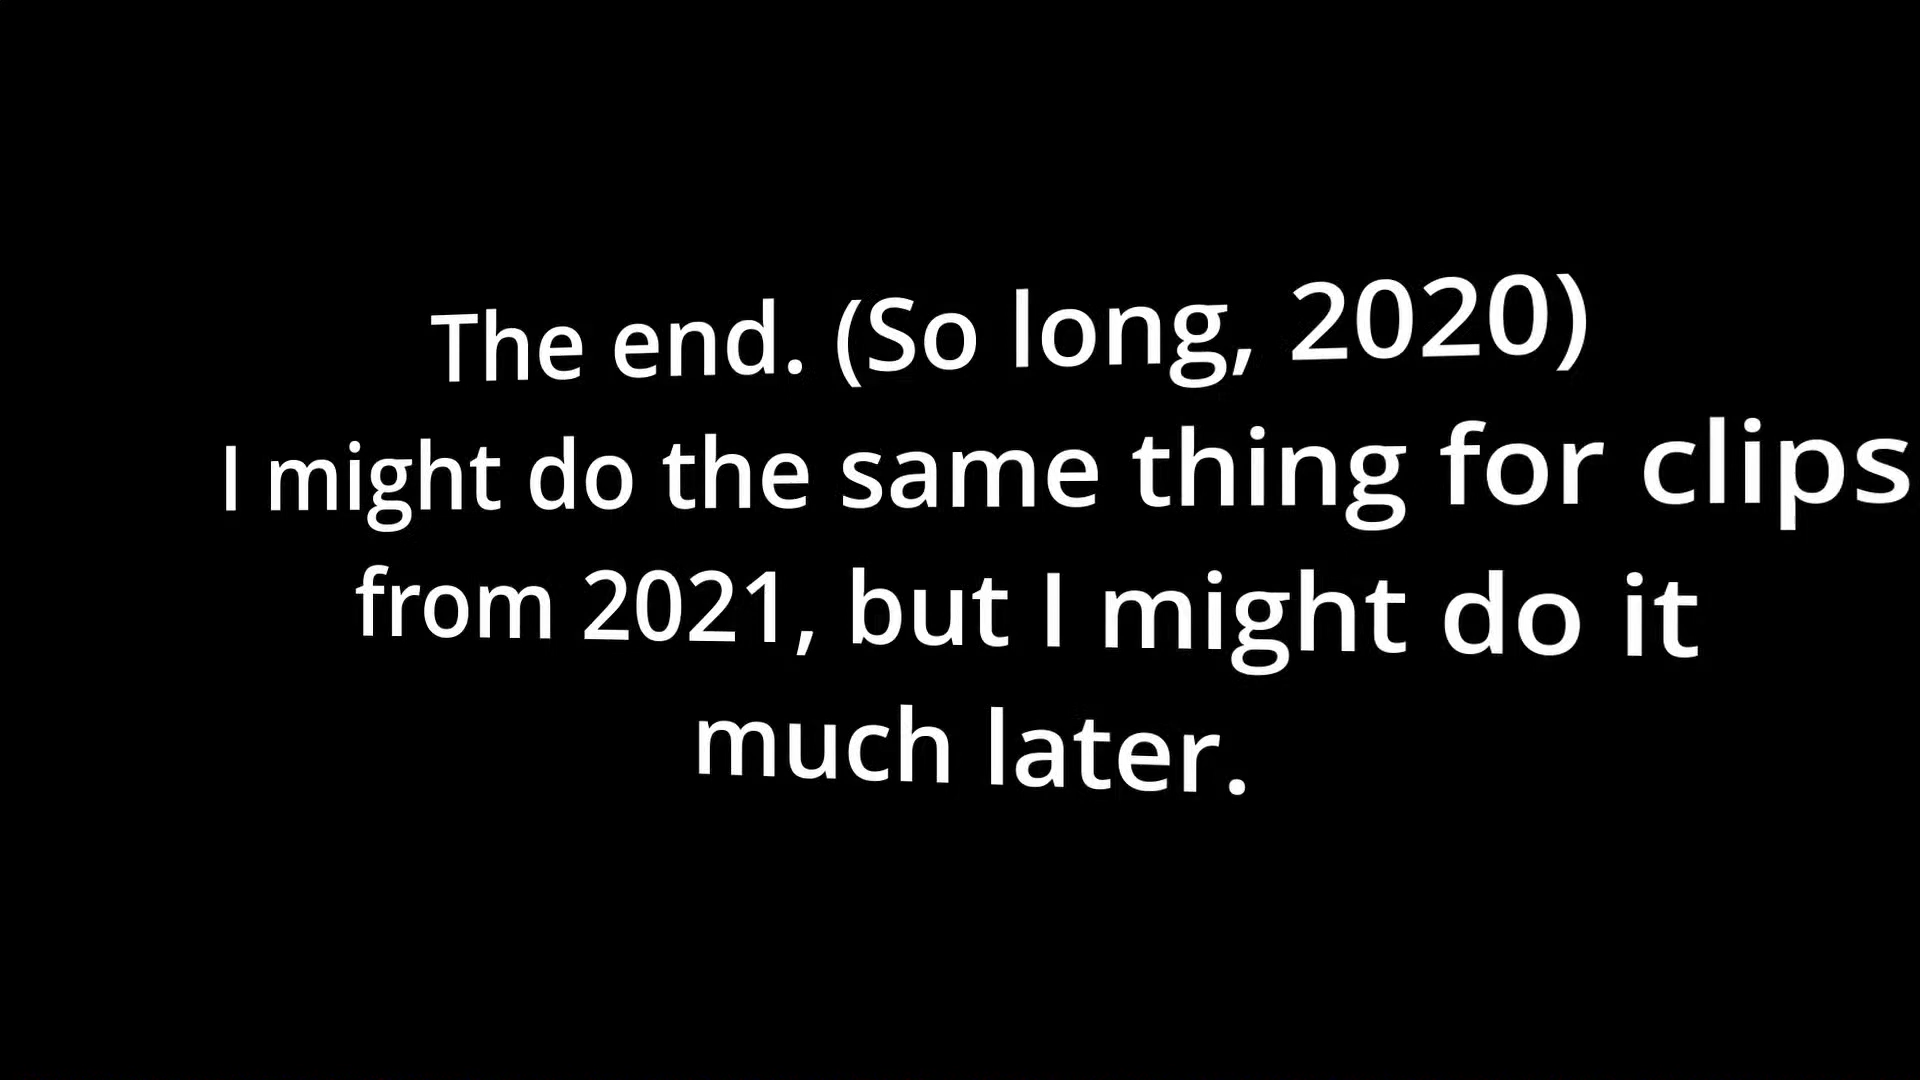 The end. (So long, 2020)
I might do the same thing for clips
from 2021, but I might do it
much later.